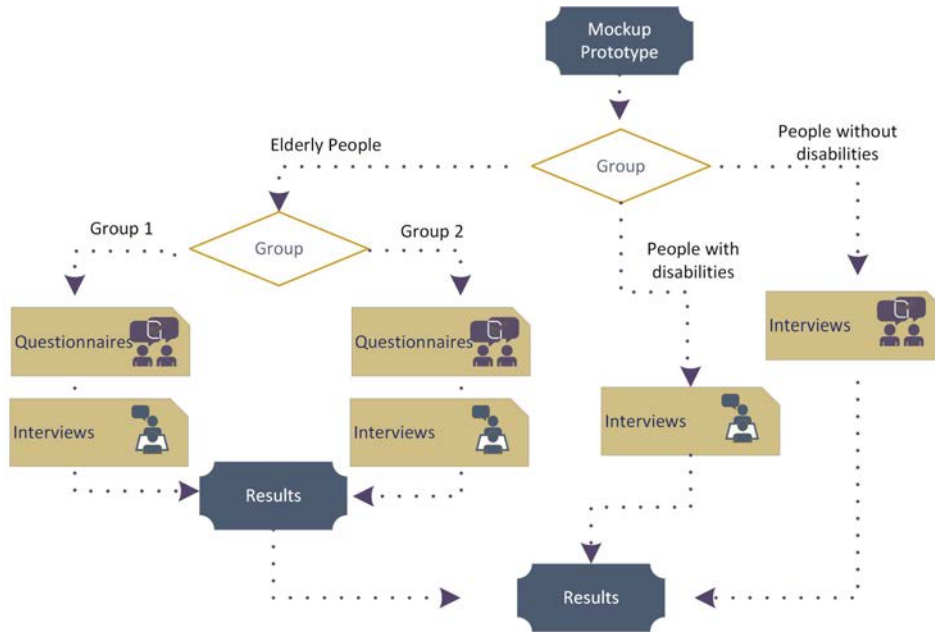 Mockup
Prototype
Elderly People
People without
disabilities
Group
Group 1
Group
Group 2
People with
disabilities
Questionnaires
Questionnaires
Interviews
Interviews
Interviews
Interviews
Results
Results